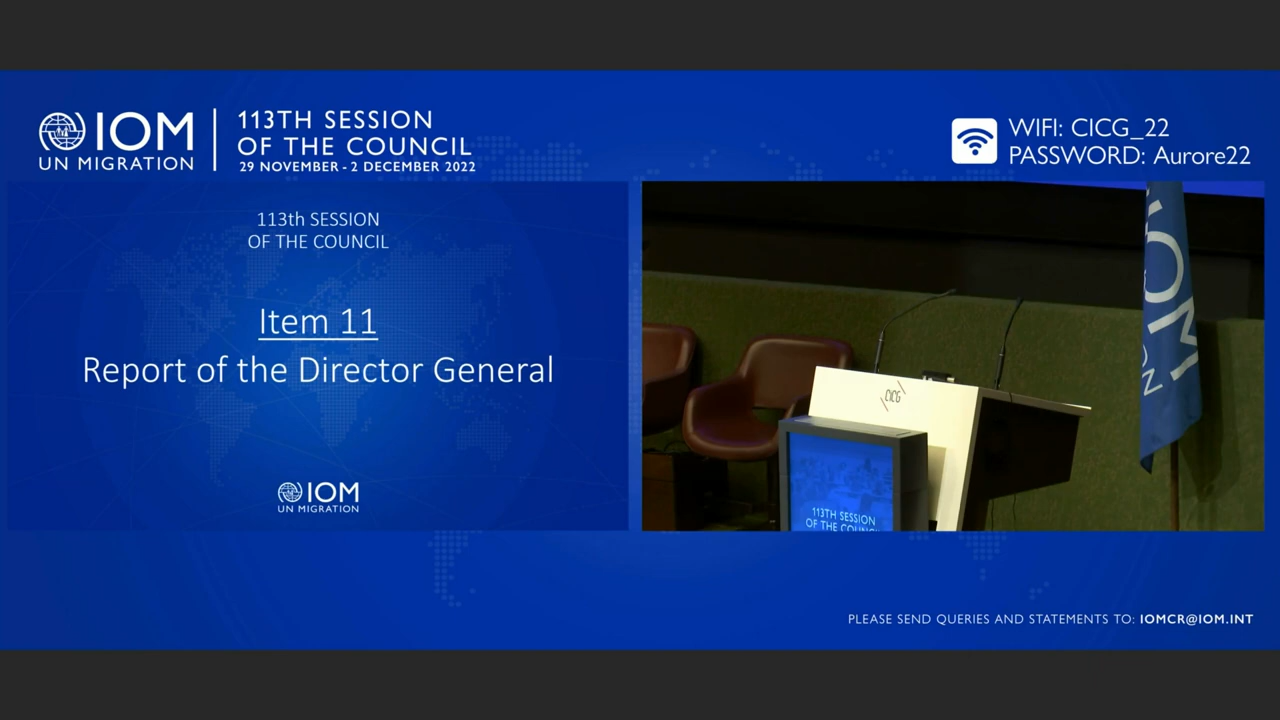 IOM
UN MIGRATION
113TH SESSION
OF THE COUNCIL
29 NOVEMBER - 2 DECEMBER 2022
WIFI: CICG_22
PASSWORD: Aurore22
113th SESSION
OF THE COUNCIL
Item 11
Report of the Director General
IOM
UN MIGRATION
CICG
113TH SESSION
OF THE COUNCIL
IOM
PLEASE SEND QUERIES AND STATEMENTS TO: IOMCR@IOM.INT